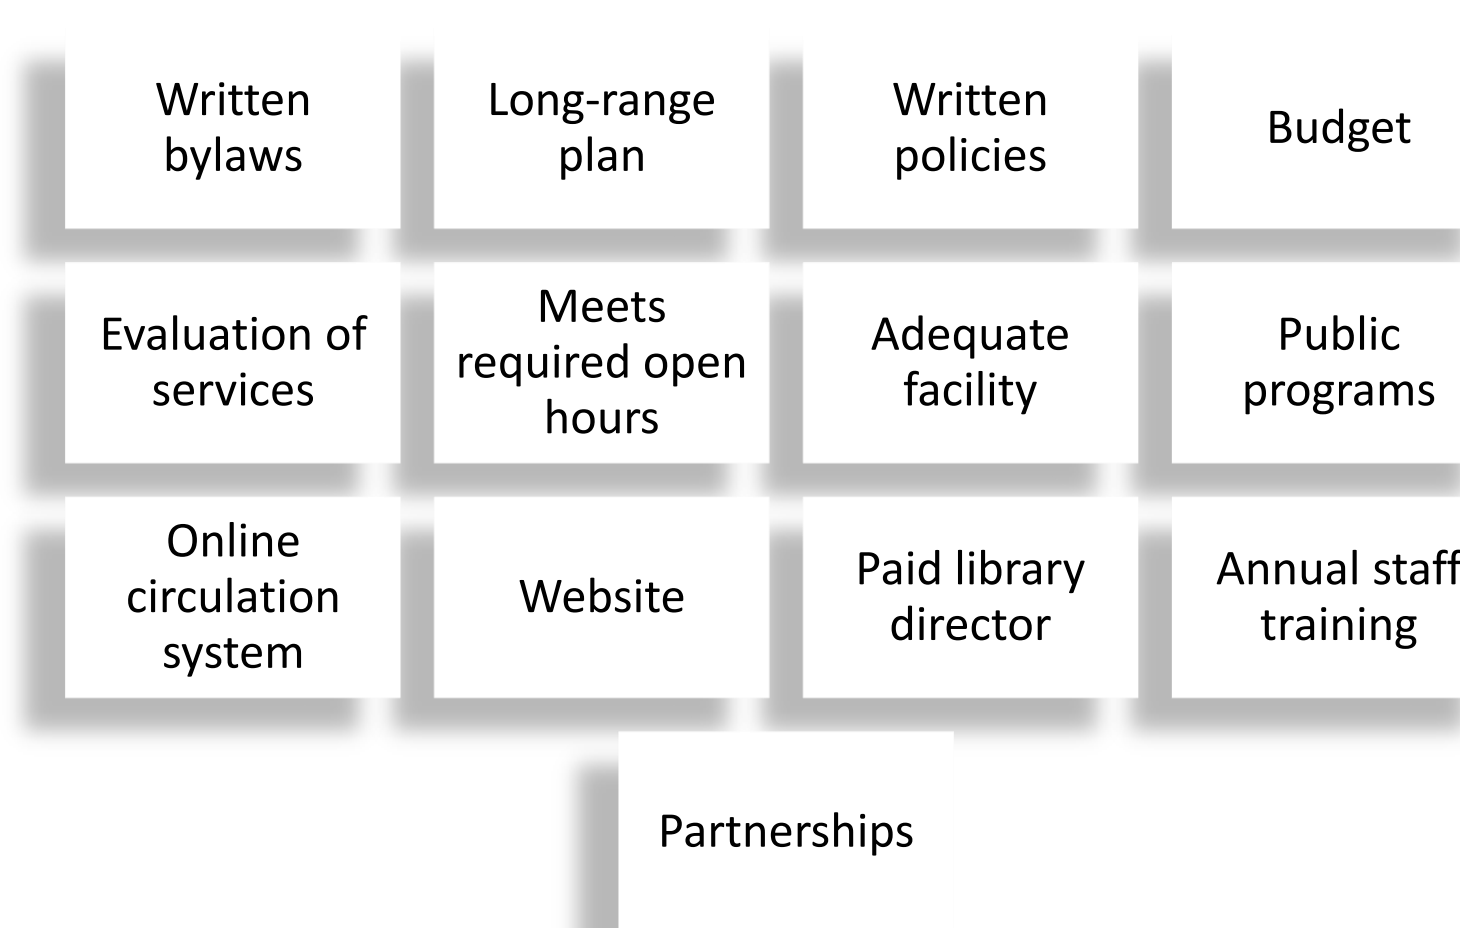 Written
bylaws
Long-range
plan
Written
policies
Budget
Evaluation of
services
Meets
required open
hours
Adequate
facility
Public
programs
Online
circulation
system
Website
Paid library
director
Annual staff
training
Partnerships